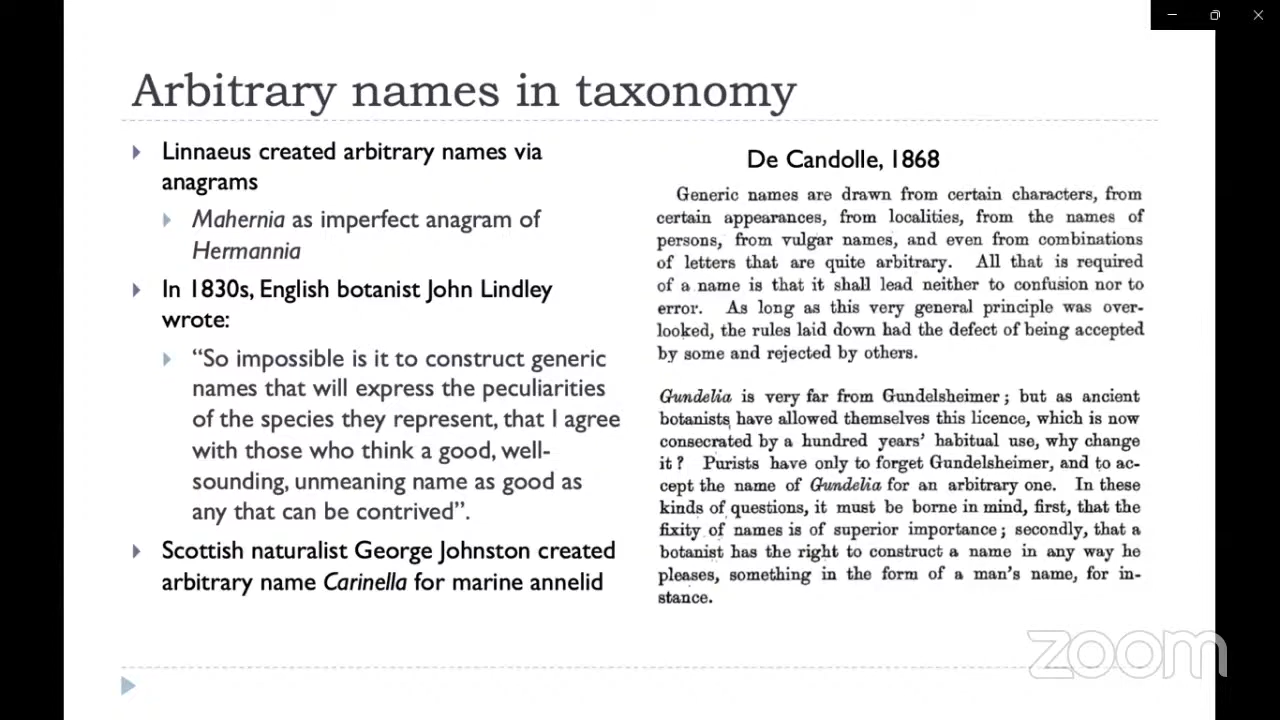 Arbitrary names in taxonomy
Linnaeus created arbitrary names via
anagrams
Mahernia as imperfect anagram of
Hermannia
In 1830s, English botanist John Lindley
wrote:
“So impossible is it to construct generic
names that will express the peculiarities
of the species they represent, that I agree
with those who think a good, well-
sounding, unmeaning name as good as
any that can be contrived”.
Scottish naturalist George Johnston created
arbitrary name Carinella for marine annelid
De Candolle, 1868
Generic names are drawn from certain characters, from
certain appearances, from localities, from the names of
persons, from vulgar names, and even from combinations
of letters that are quite arbitrary. All that is required
of a name is that it shall lead neither to confusion nor to
error. As long as this very general principle was over-
looked, the rules laid down had the defect of being accepted
by some and rejected by others.
Gundelia is very far from Gundelsheimer; but as ancient
botanists have allowed themselves this licence, which is now
consecrated by a hundred years’ habitual use, why change
it? Purists have only to forget Gundelsheimer, and to ac-
cept the name of Gundelia for an arbitrary one. In these
kinds of questions, it must be borne in mind, first, that the
fixity of names is of superior importance; secondly, that a
botanist has the right to construct a name in any way he
pleases, something in the form of a man’s name, for in-
stance.
zoom